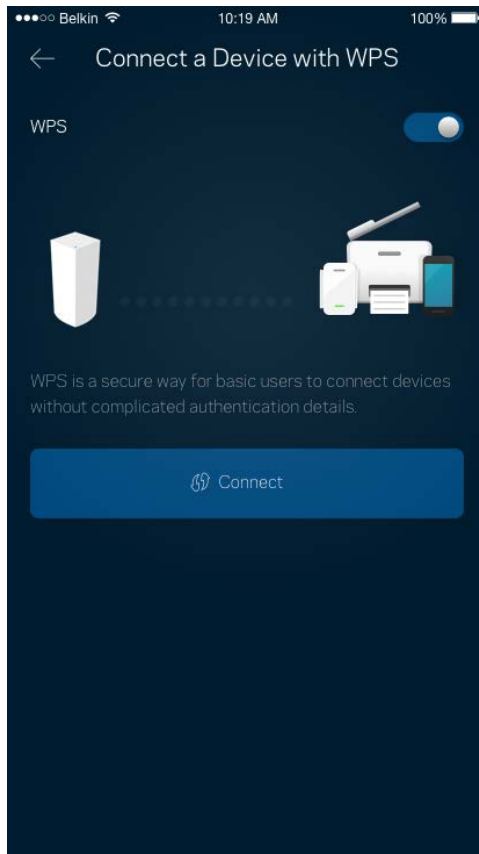 Belkin 10:19 AM 100%
Connect a Device with WPS
WPS
WPS is a secure way for basic users to connect devices
without complicated authentication details.
Connect